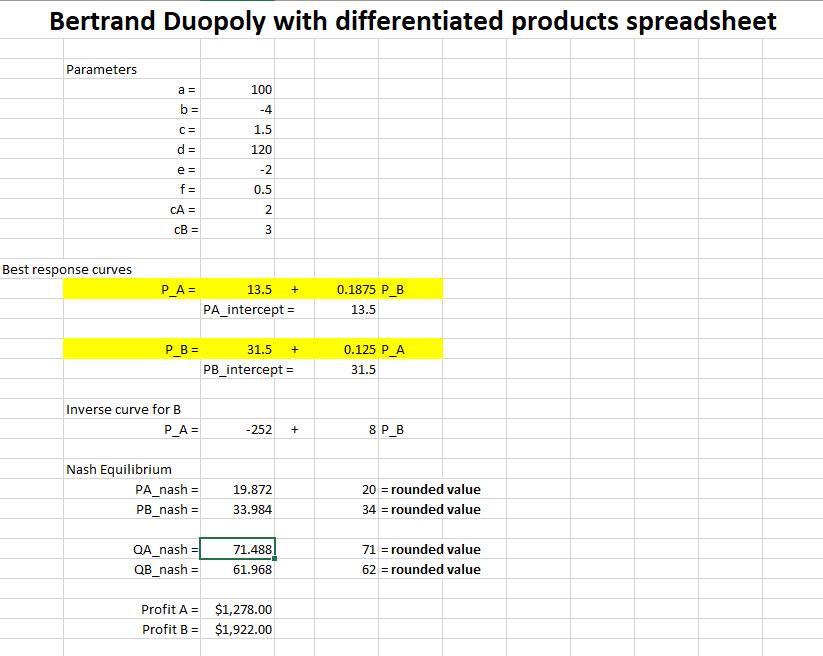 Bertrand Duopoly with differentiated products spreadsheet
Parameters
a = 100
b = -4
c = 1.5
d = 120
e = -2
f = 0.5
cA = 2
cB = 3
Best response curves
P_A = 13.5 + 0.1875 P_B
PA_intercept = 13.5
P_B = 31.5 + 0.125 P_A
PB_intercept = 31.5
Inverse curve for B
P_A = -252 + 8 P_B
Nash Equilibrium
PA_nash = 19.872 20 = rounded value
PB_nash = 33.984 34 = rounded value
QA_nash = 71.488 71 = rounded value
QB_nash = 61.968 62 = rounded value
Profit A = $1,278.00
Profit B = $1,922.00